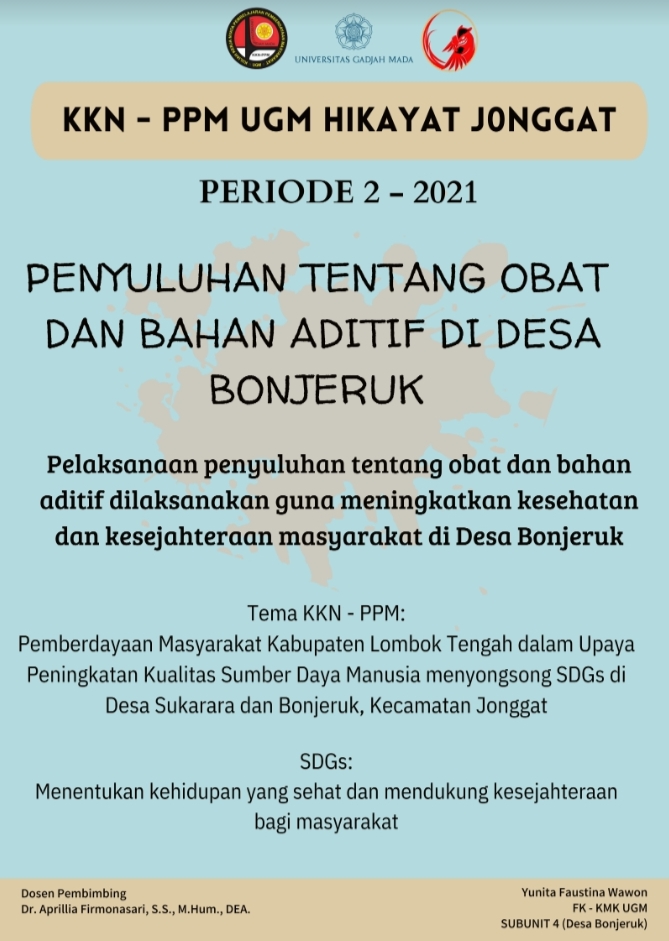 UNIVERSITAS GADJAH MADA
KKN - PPM UGM HIKAYAT JONGGAT
PERIODE 2 - 2021
PENYULUHAN TENTANG OBAT
DAN BAHAN ADITIF DI DESA
BONJERUK
Pelaksanaan penyuluhan tentang obat dan bahan
aditif dilaksanakan guna meningkatkan kesehatan
dan kesejahteraan masyarakat di Desa Bonjeruk
Tema KKN - PPM:
Pemberdayaan Masyarakat Kabupaten Lombok Tengah dalam Upaya
Peningkatan Kualitas Sumber Daya Manusia menyongsong SDGs di
Desa Sukarara dan Bonjeruk, Kecamatan Jonggat
SDGs:
Menentukan kehidupan yang sehat dan mendukung kesejahteraan
bagi masyarakat
Dosen Pembimbing
Dr. Aprillia Firmonasari, S.S., M.Hum., DEA.
Yunita Faustina Wawon
FK - KMK UGM
SUBUNIT 4 (Desa Bonjeruk)